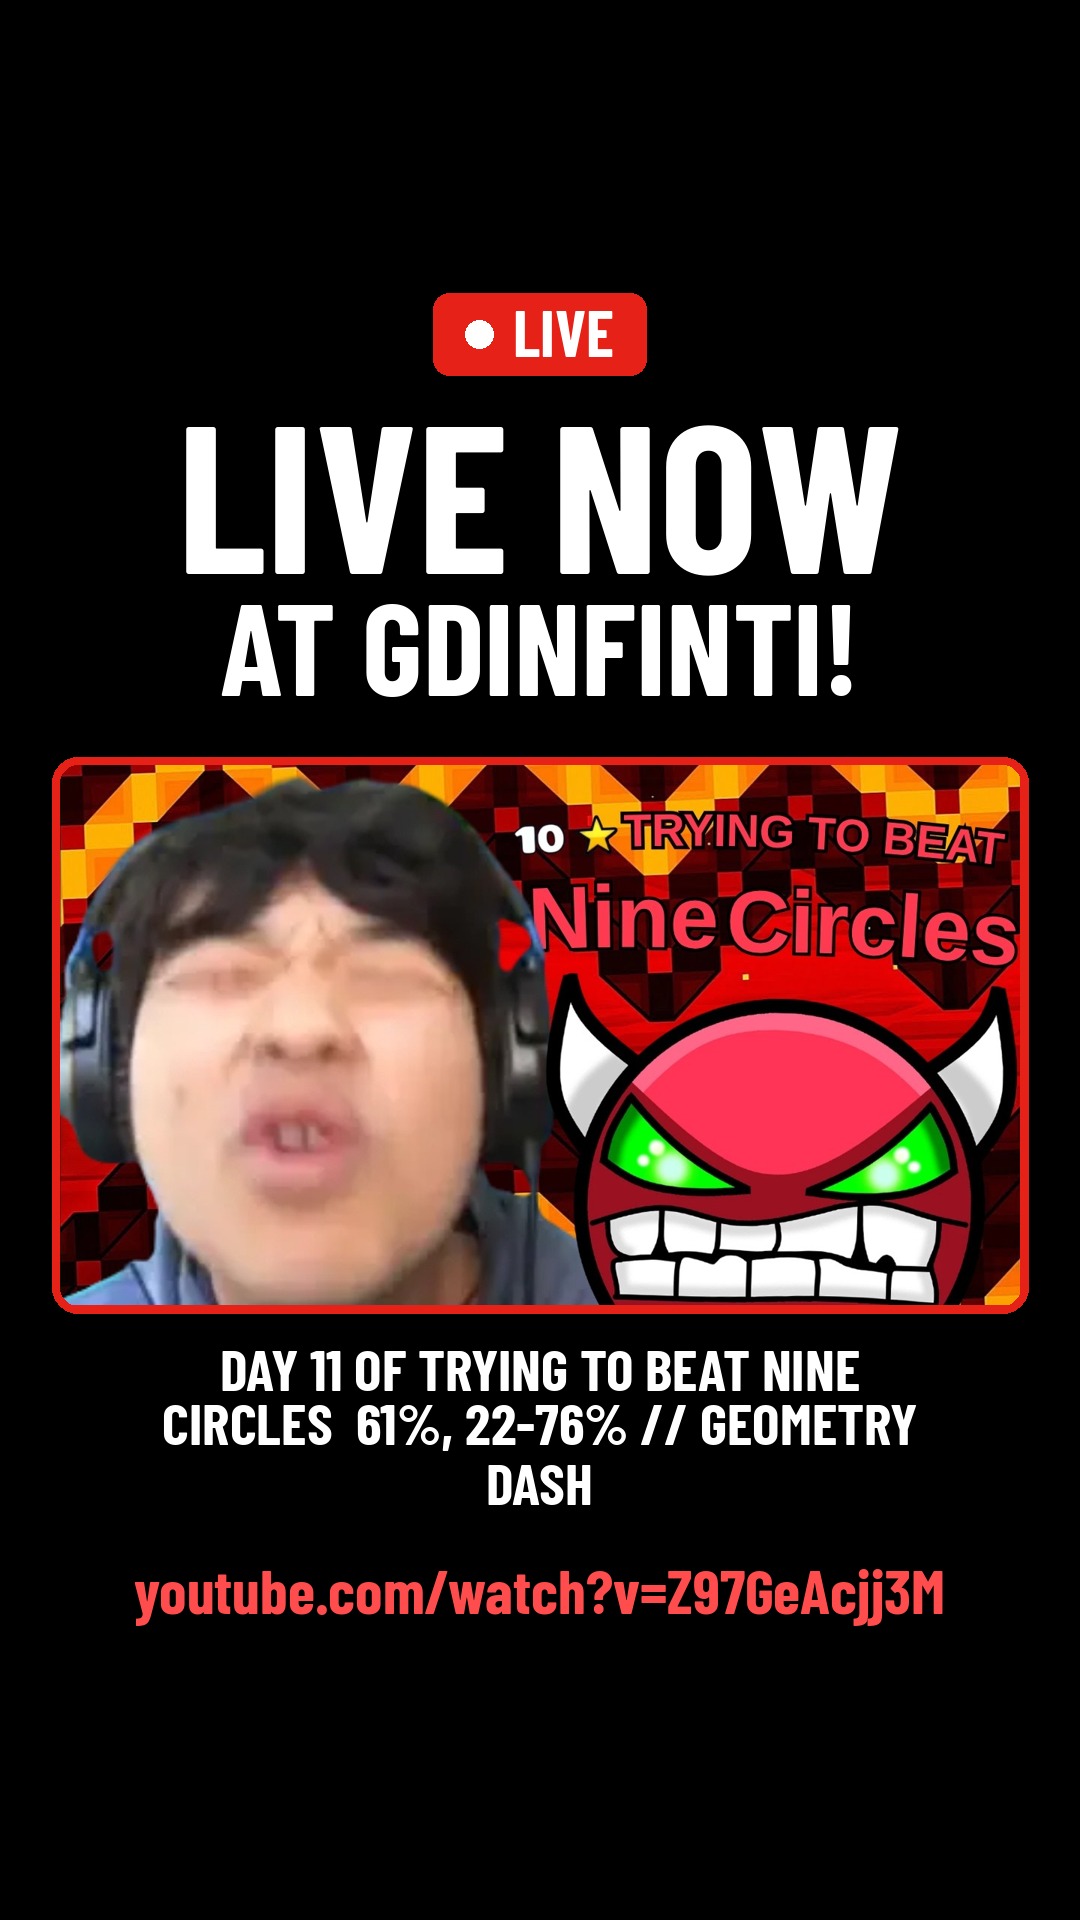 LIVE
LIVE NOW
AT GDINFINTI!
10 TRYING TO BEAT
Nine Circles
DAY 11 OF TRYING TO BEAT NINE
CIRCLES 61%, 22-76% // GEOMETRY
DASH
youtube.com/watch?v=Z97GeAcjj3M